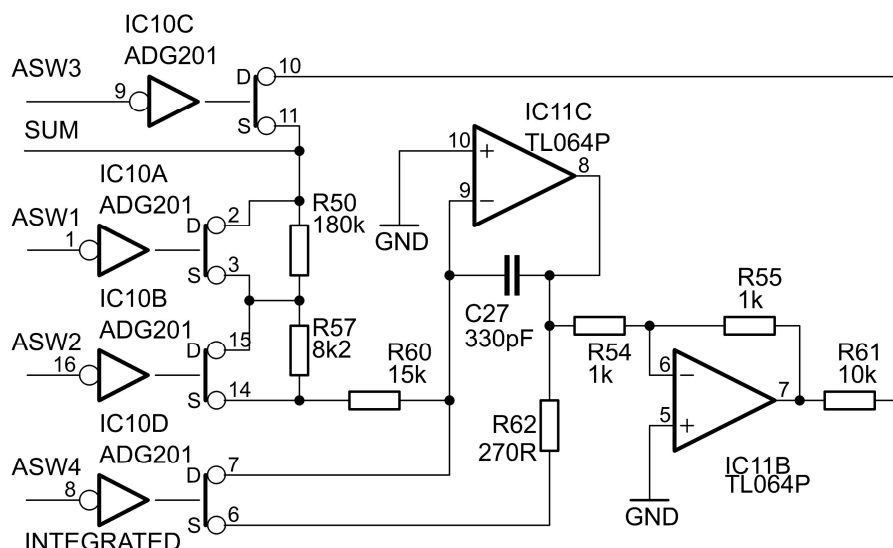 IC10C
ADG201
ASW3
9
D
10
S
11
SUM
IC11C
TL064P
10
+
8
9
−
GND
IC10A
ADG201
ASW1
1
D
2
S
3
R50
180k
IC10B
ADG201
ASW2
16
D
15
S
14
R57
8k2
R60
15k
C27
330pF
R54
1k
R55
1k
6
−
5
+
7
R61
10k
IC11B
TL064P
GND
R62
270R
IC10D
ADG201
ASW4
8
D
7
S
6
INTEGRATED